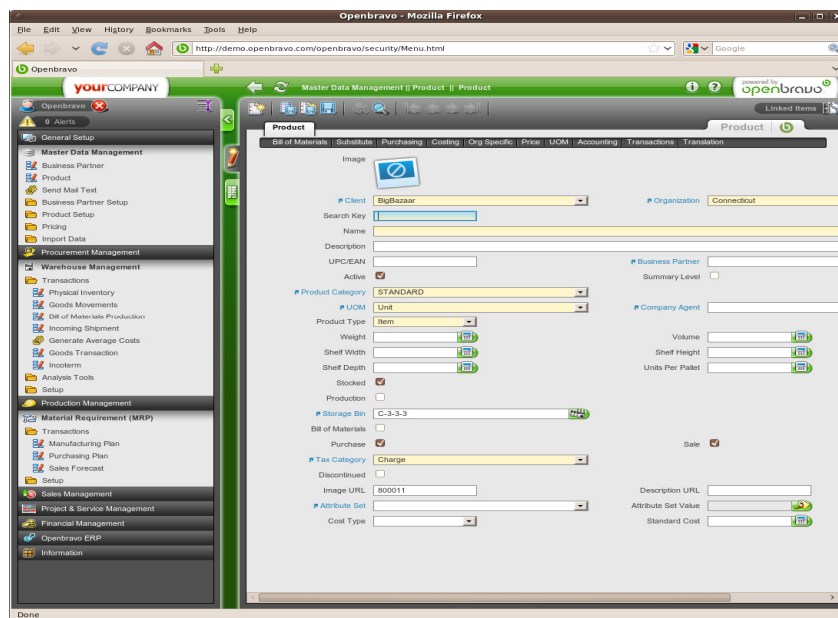 Openbravo - Mozilla Firefox
File Edit View History Bookmarks Tools Help
http://demo.openbravo.com/openbravo/security/Menu.html
Google
Openbravo
yourCOMPANY
Master Data Management || Product || Product
powered by openbravo
Openbravo
0 Alerts
Linked Items
General Setup
Master Data Management
Business Partner
Product
Send Mail Text
Business Partner Setup
Product Setup
Pricing
Import Data
Procurement Management
Warehouse Management
Transactions
Physical Inventory
Goods Movements
Bill of Materials Production
Incoming Shipment
Generate Average Costs
Goods Transaction
Incoterm
Analysis Tools
Setup
Production Management
Material Requirement (MRP)
Transactions
Manufacturing Plan
Purchasing Plan
Sales Forecast
Setup
Sales Management
Project & Service Management
Financial Management
Openbravo ERP
Information
Product
Product
Bill of Materials Substitute Purchasing Costing Org Specific Price UOM Accounting Transactions Translation
Image
Client BigBazaar Organization Connecticut
Search Key
Name
Description
UPC/EAN Business Partner
Active Summary Level
Product Category STANDARD
UOM Unit Company Agent
Product Type Item
Weight Volume
Shelf Width Shelf Height
Shelf Depth Units Per Pallet
Stocked
Production
Storage Bin C-3-3-3
Bill of Materials
Purchase Sale
Tax Category Charge
Discontinued
Image URL 800011 Description URL
Attribute Set Attribute Set Value
Cost Type Standard Cost
Done